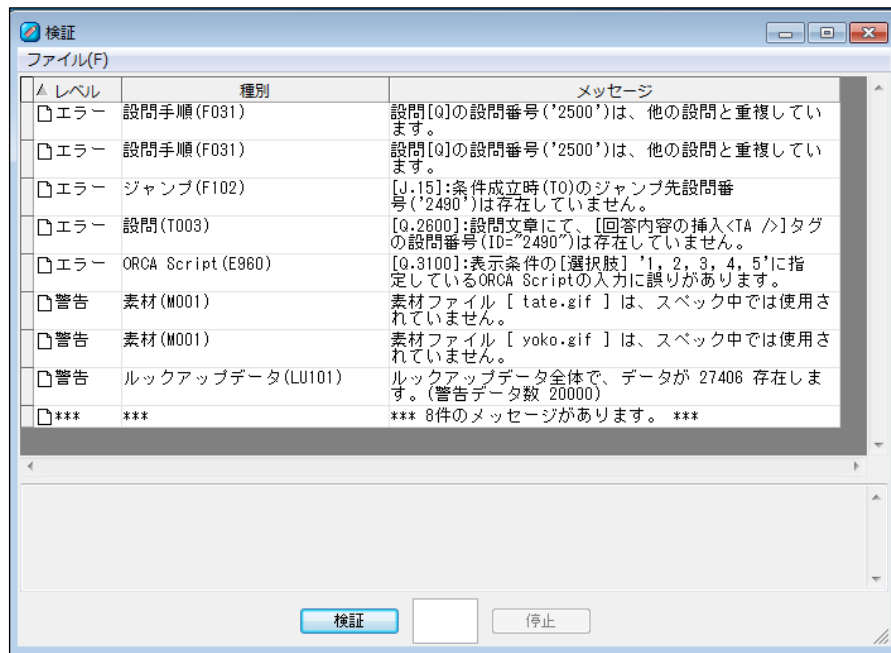 検証
ファイル(F)
レベル 種別 メッセージ
エラー 設問手順(F031) 設問[Q]の設問番号('2500')は、他の設問と重複してい
ます。
エラー 設問手順(F031) 設問[Q]の設問番号('2500')は、他の設問と重複してい
ます。
エラー ジャンプ(F102) [J.15]:条件成立時(TO)のジャンプ先設問番
号('2490')は存在していません。
エラー 設問(T003) [Q.2600]:設問文章にて、[回答内容の挿入<TA />]タグ
の設問番号(ID="2490")は存在していません。
エラー ORCA Script(E960) [Q.3100]:表示条件の[選択肢] '1, 2, 3, 4, 5'に指
定しているORCA Scriptの入力に誤りがあります。
警告 素材(M001) 素材ファイル [ tate.gif ] は、スペック中では使用さ
れていません。
警告 素材(M001) 素材ファイル [ yoko.gif ] は、スペック中では使用さ
れていません。
警告 ルックアップデータ(LU101) ルックアップデータ全体で、データが 27406 存在しま
す。(警告データ数 20000)
*** *** *** 8件のメッセージがあります。 ***
検証 停止